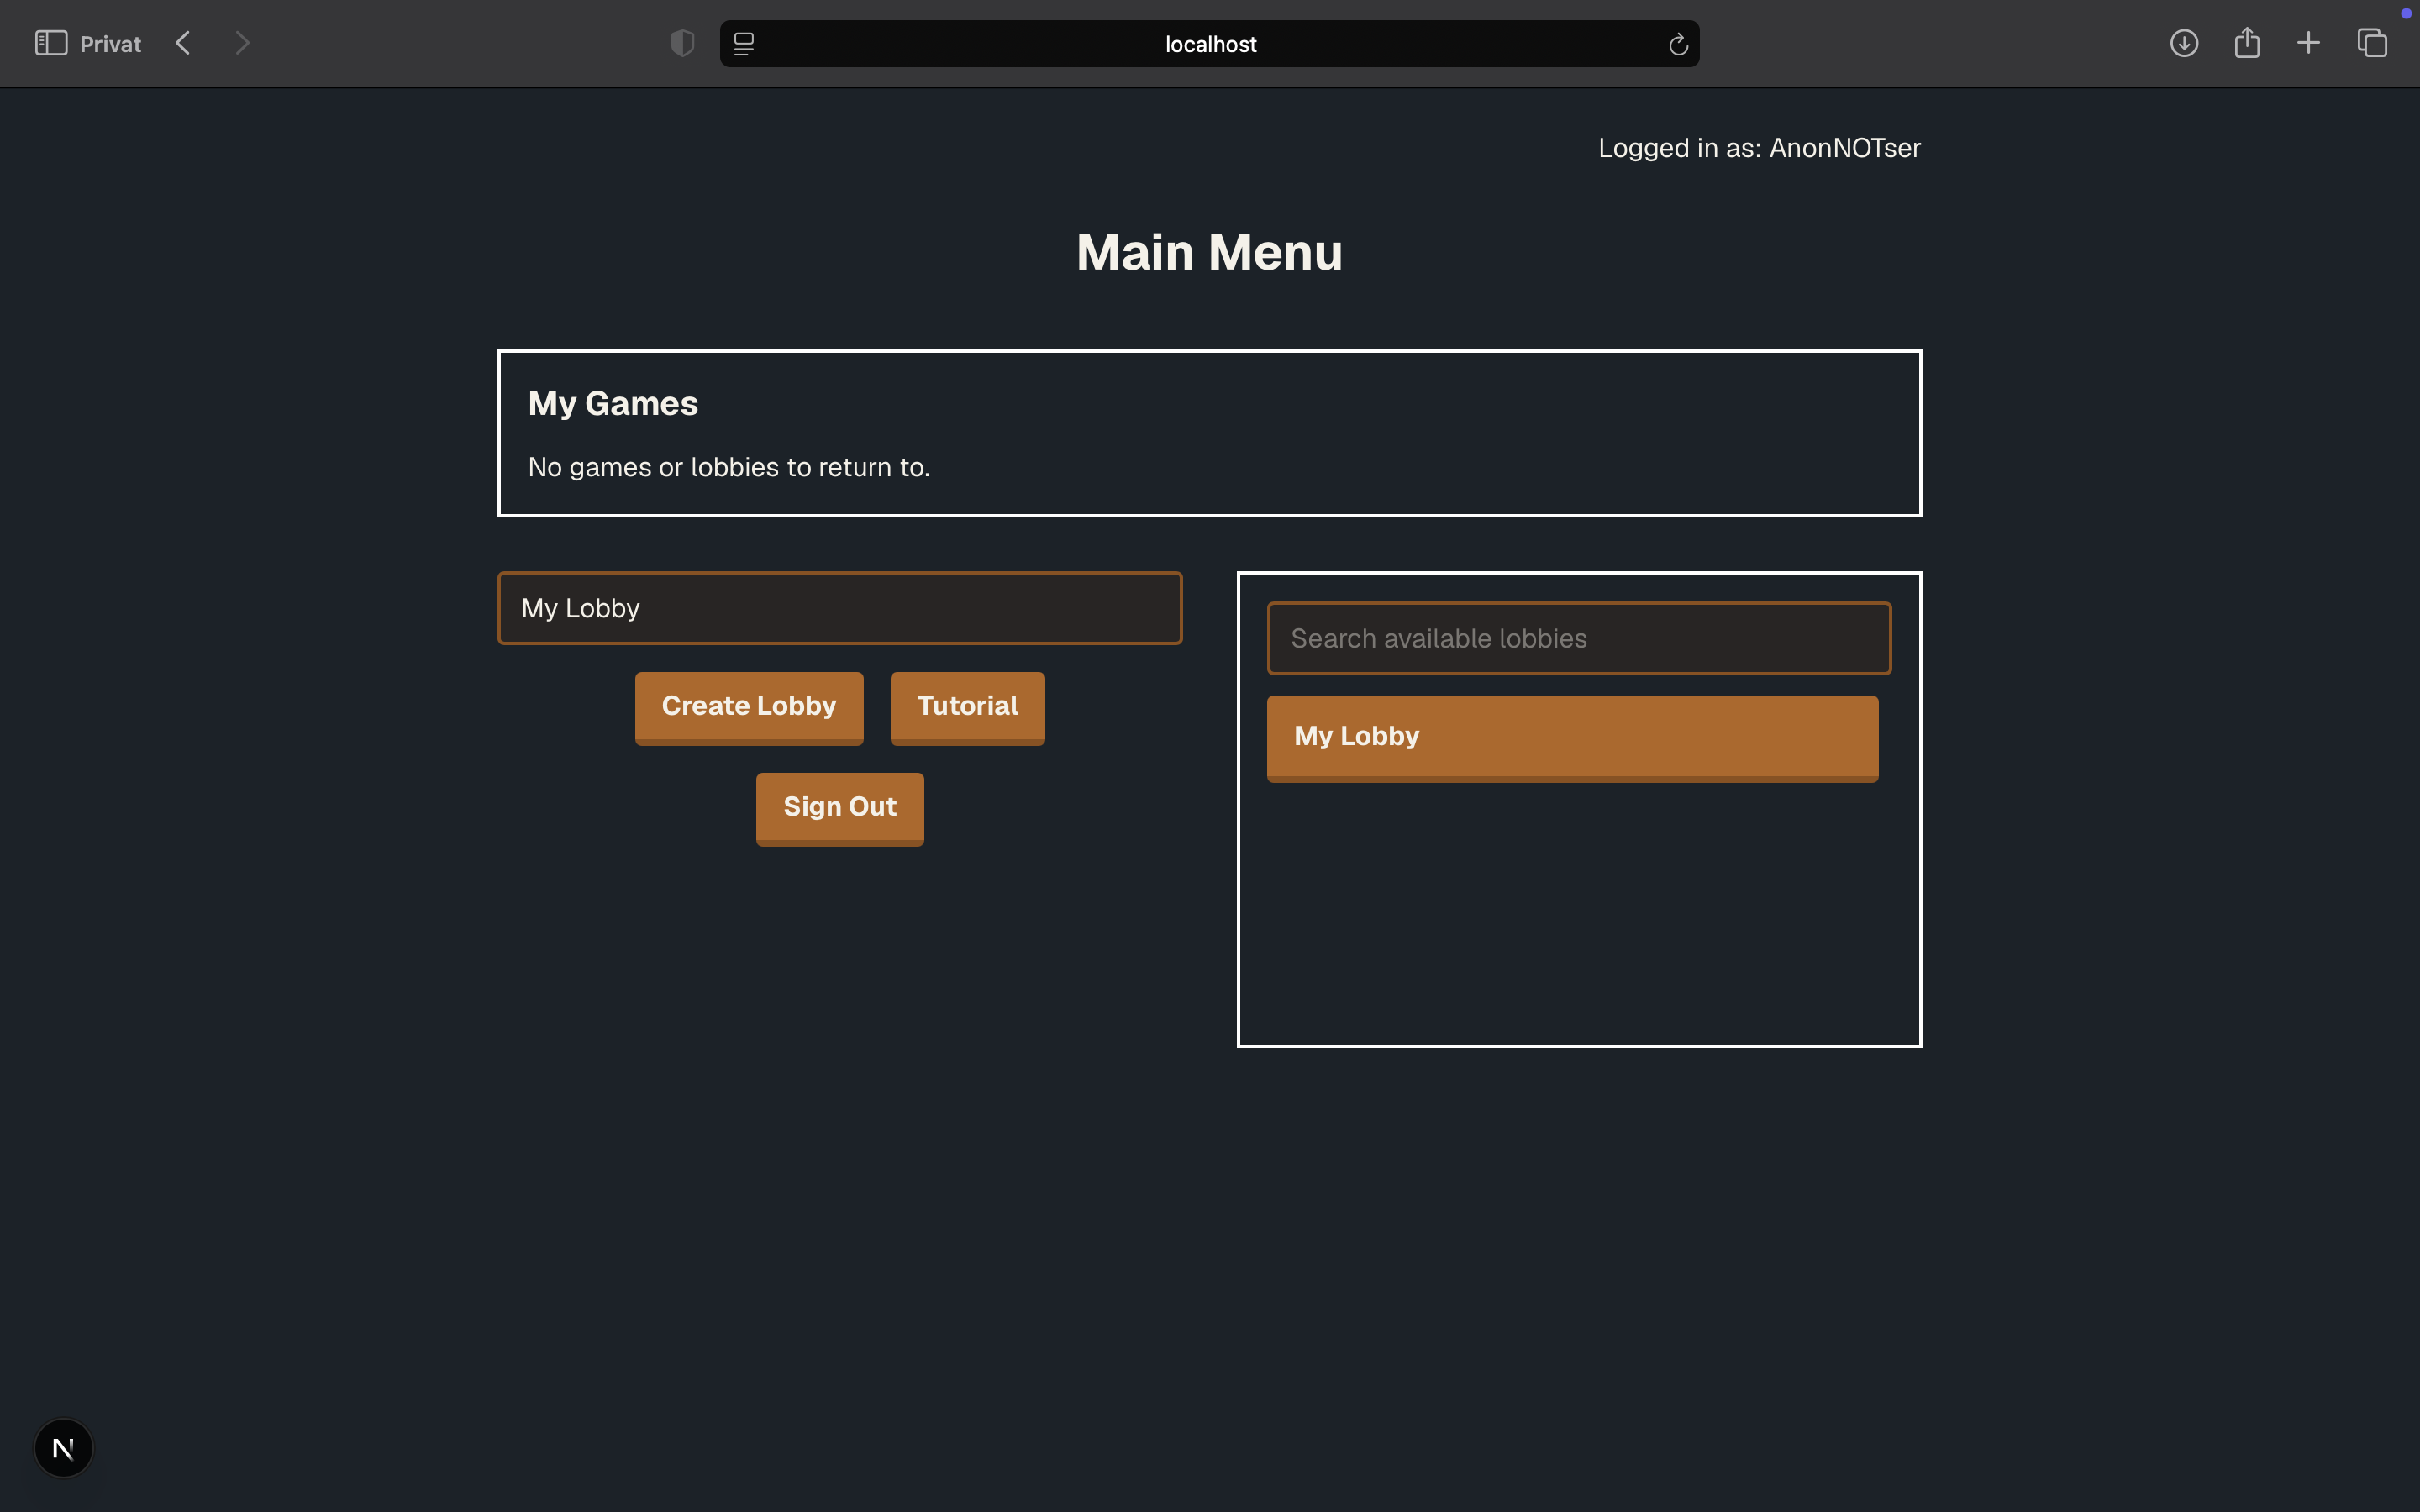 Privat
localhost
Logged in as: AnonNOTser
Main Menu
My Games
No games or lobbies to return to.
My Lobby
Create Lobby
Tutorial
Sign Out
Search available lobbies
My Lobby
N